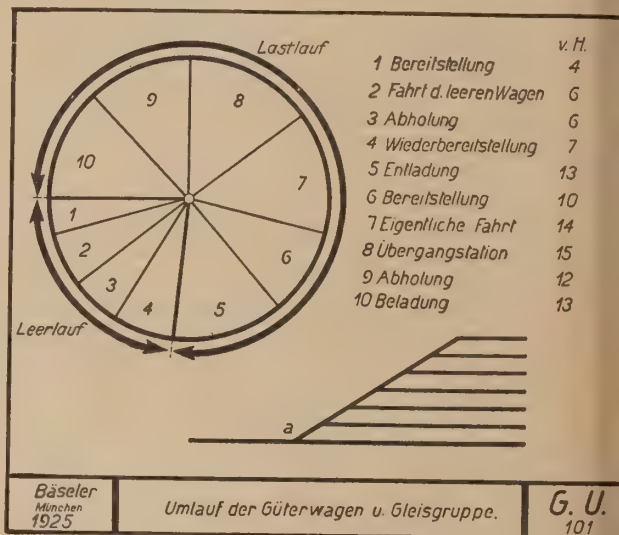 Lastlauf
9
8
10
7
1
2
6
3
4
5
Leerlauf
v. H.
1 Bereitstellung 4
2 Fahrt d. leeren Wagen 6
3 Abholung 6
4 Wiederbereitstellung 7
5 Entladung 13
6 Bereitstellung 10
7 Eigentliche Fahrt 14
8 Übergangstation 15
9 Abholung 12
10 Beladung 13
a
Bäseler
München
1925
Umlauf der Güterwagen u. Gleisgruppe.
G. U.
101